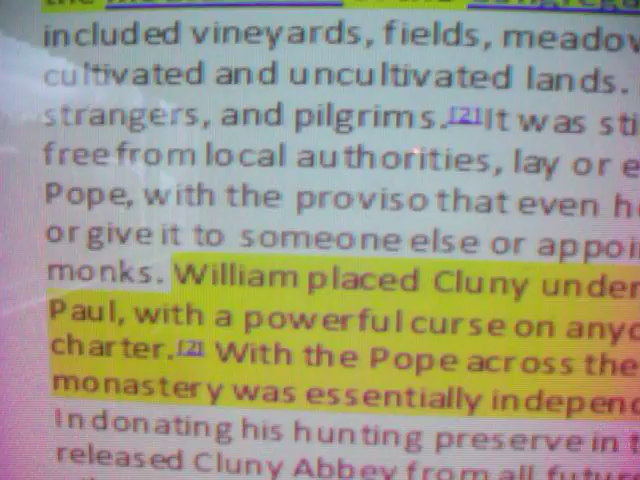 included vineyards, fields, meadow
cultivated and uncultivated lands.
strangers, and pilgrims.[2] It was sti
free from local authorities, lay or e
Pope, with the proviso that even h
or give it to someone else or appoi
monks. William placed Cluny under
Paul, with a powerful curse on anyo
charter.[2] With the Pope across the
monastery was essentially independ
In donating his hunting preserve in t
released Cluny Abbey from all futur